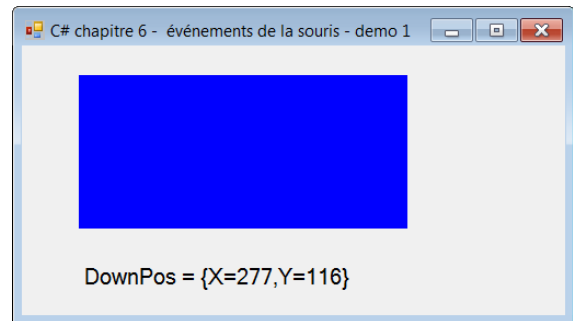 C# chapitre 6 - événements de la souris - demo 1
DownPos = {X=277,Y=116}